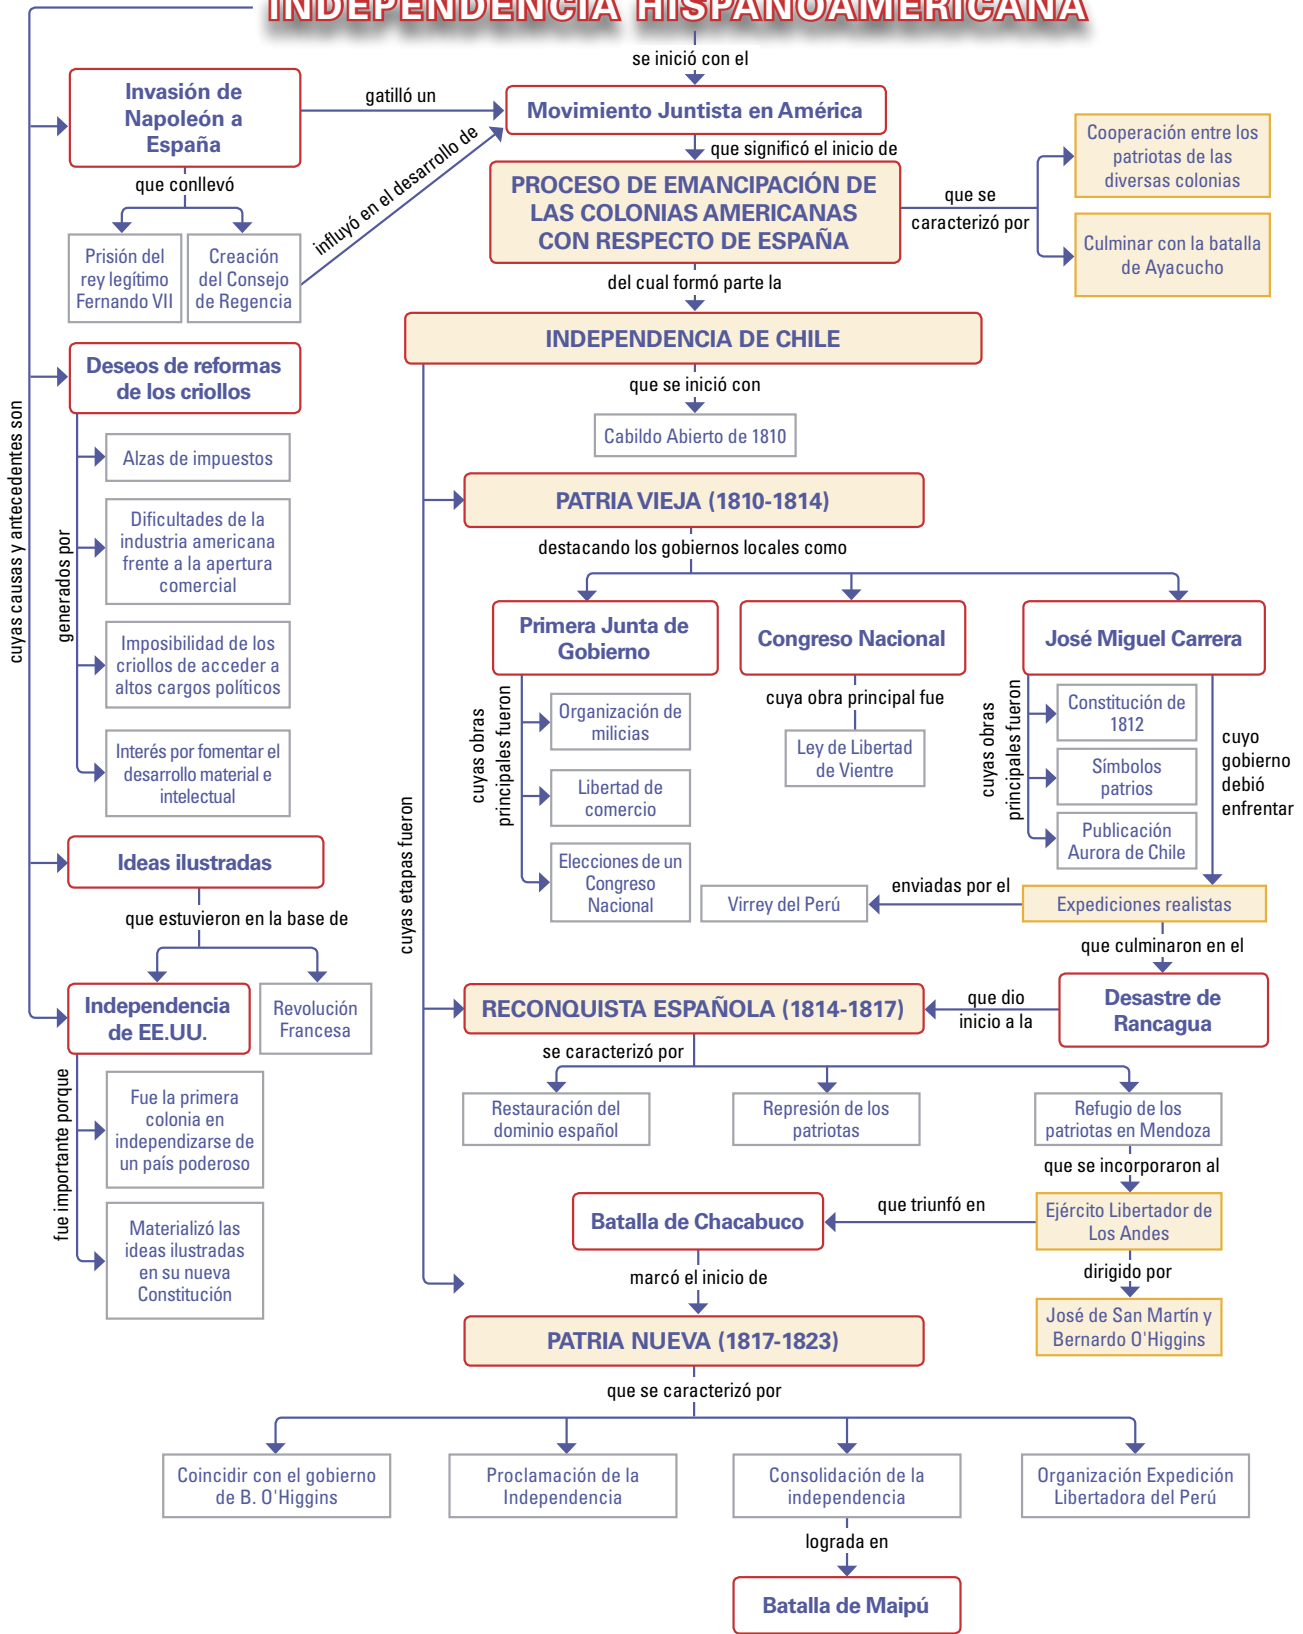 INDEPENDENCIA HISPANOAMERICANA
se inició con el
cuyas causas y antecedentes son
Invasión de
Napoleón a
España
gatilló un
Movimiento Juntista en América
que conllevó
Prisión del
rey legítimo
Fernando VII
Creación
del Consejo
de Regencia
influyó en el desarrollo de
que significó el inicio de
PROCESO DE EMANCIPACIÓN DE
LAS COLONIAS AMERICANAS
CON RESPECTO DE ESPAÑA
que se
caracterizó por
Cooperación entre los
patriotas de las
diversas colonias
Culminar con la batalla
de Ayacucho
del cual formó parte la
INDEPENDENCIA DE CHILE
que se inició con
Cabildo Abierto de 1810
Deseos de reformas
de los criollos
generados por
Alzas de impuestos
Dificultades de la
industria americana
frente a la apertura
comercial
Imposibilidad de los
criollos de acceder a
altos cargos políticos
Interés por fomentar el
desarrollo material e
intelectual
Ideas ilustradas
que estuvieron en la base de
Independencia
de EE.UU.
Revolución
Francesa
fue importante porque
Fue la primera
colonia en
independizarse de
un país poderoso
Materializó las
ideas ilustradas
en su nueva
Constitución
cuyas etapas fueron
PATRIA VIEJA (1810-1814)
destacando los gobiernos locales como
Primera Junta de
Gobierno
cuyas obras
principales fueron
Organización de
milicias
Libertad de
comercio
Elecciones de un
Congreso
Nacional
Congreso Nacional
cuya obra principal fue
Ley de Libertad
de Vientre
José Miguel Carrera
cuyas obras
principales fueron
Constitución de
1812
Símbolos
patrios
Publicación
Aurora de Chile
cuyo
gobierno
debió
enfrentar
Expediciones realistas
enviadas por el
Virrey del Perú
que culminaron en el
Desastre de
Rancagua
que dio
inicio a la
RECONQUISTA ESPAÑOLA (1814-1817)
se caracterizó por
Restauración del
dominio español
Represión de los
patriotas
Refugio de los
patriotas en Mendoza
que se incorporaron al
Ejército Libertador de
Los Andes
que triunfó en
Batalla de Chacabuco
dirigido por
José de San Martín y
Bernardo O'Higgins
marcó el inicio de
PATRIA NUEVA (1817-1823)
que se caracterizó por
Coincidir con el gobierno
de B. O'Higgins
Proclamación de la
Independencia
Consolidación de la
independencia
Organización Expedición
Libertadora del Perú
lograda en
Batalla de Maipú